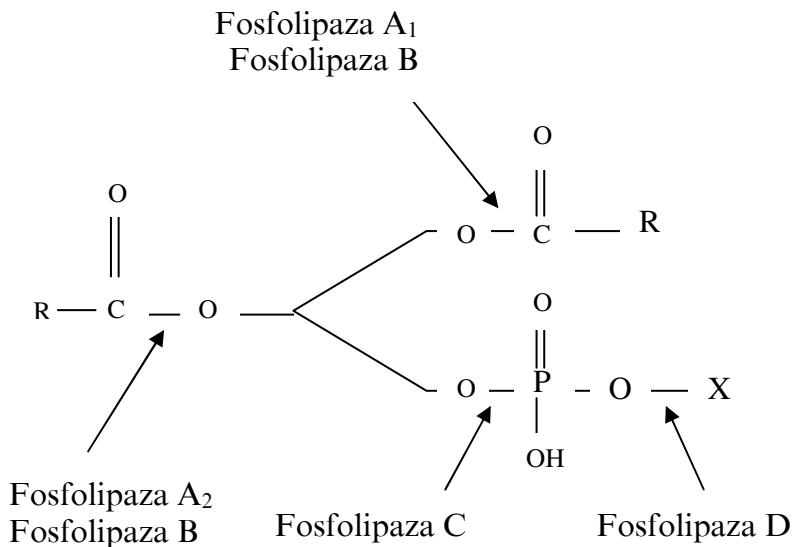 Fosfolipaza A₁
Fosfolipaza B
O
O
O C R
R C O
O
O P O X
OH
Fosfolipaza A₂
Fosfolipaza B
Fosfolipaza C
Fosfolipaza D